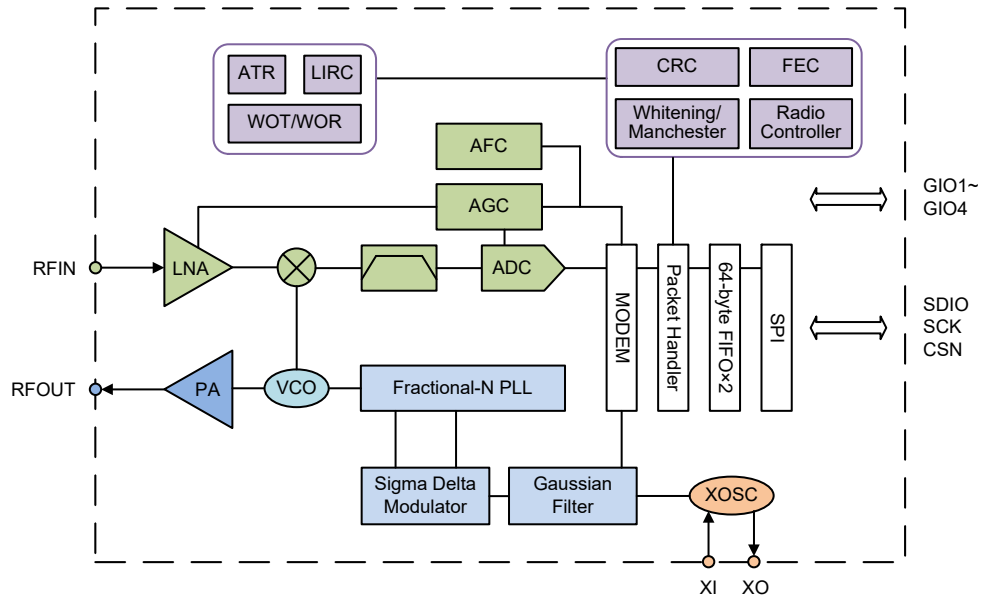 ATR
LIRC
WOT/WOR
CRC
FEC
Whitening/
Manchester
Radio
Controller
AFC
AGC
GIO1~
GIO4
RFIN
LNA
ADC
MODEM
Packet Handler
64-byte FIFO×2
SPI
SDIO
SCK
CSN
RFOUT
PA
VCO
Fractional-N PLL
Sigma Delta
Modulator
Gaussian
Filter
XOSC
XI
XO